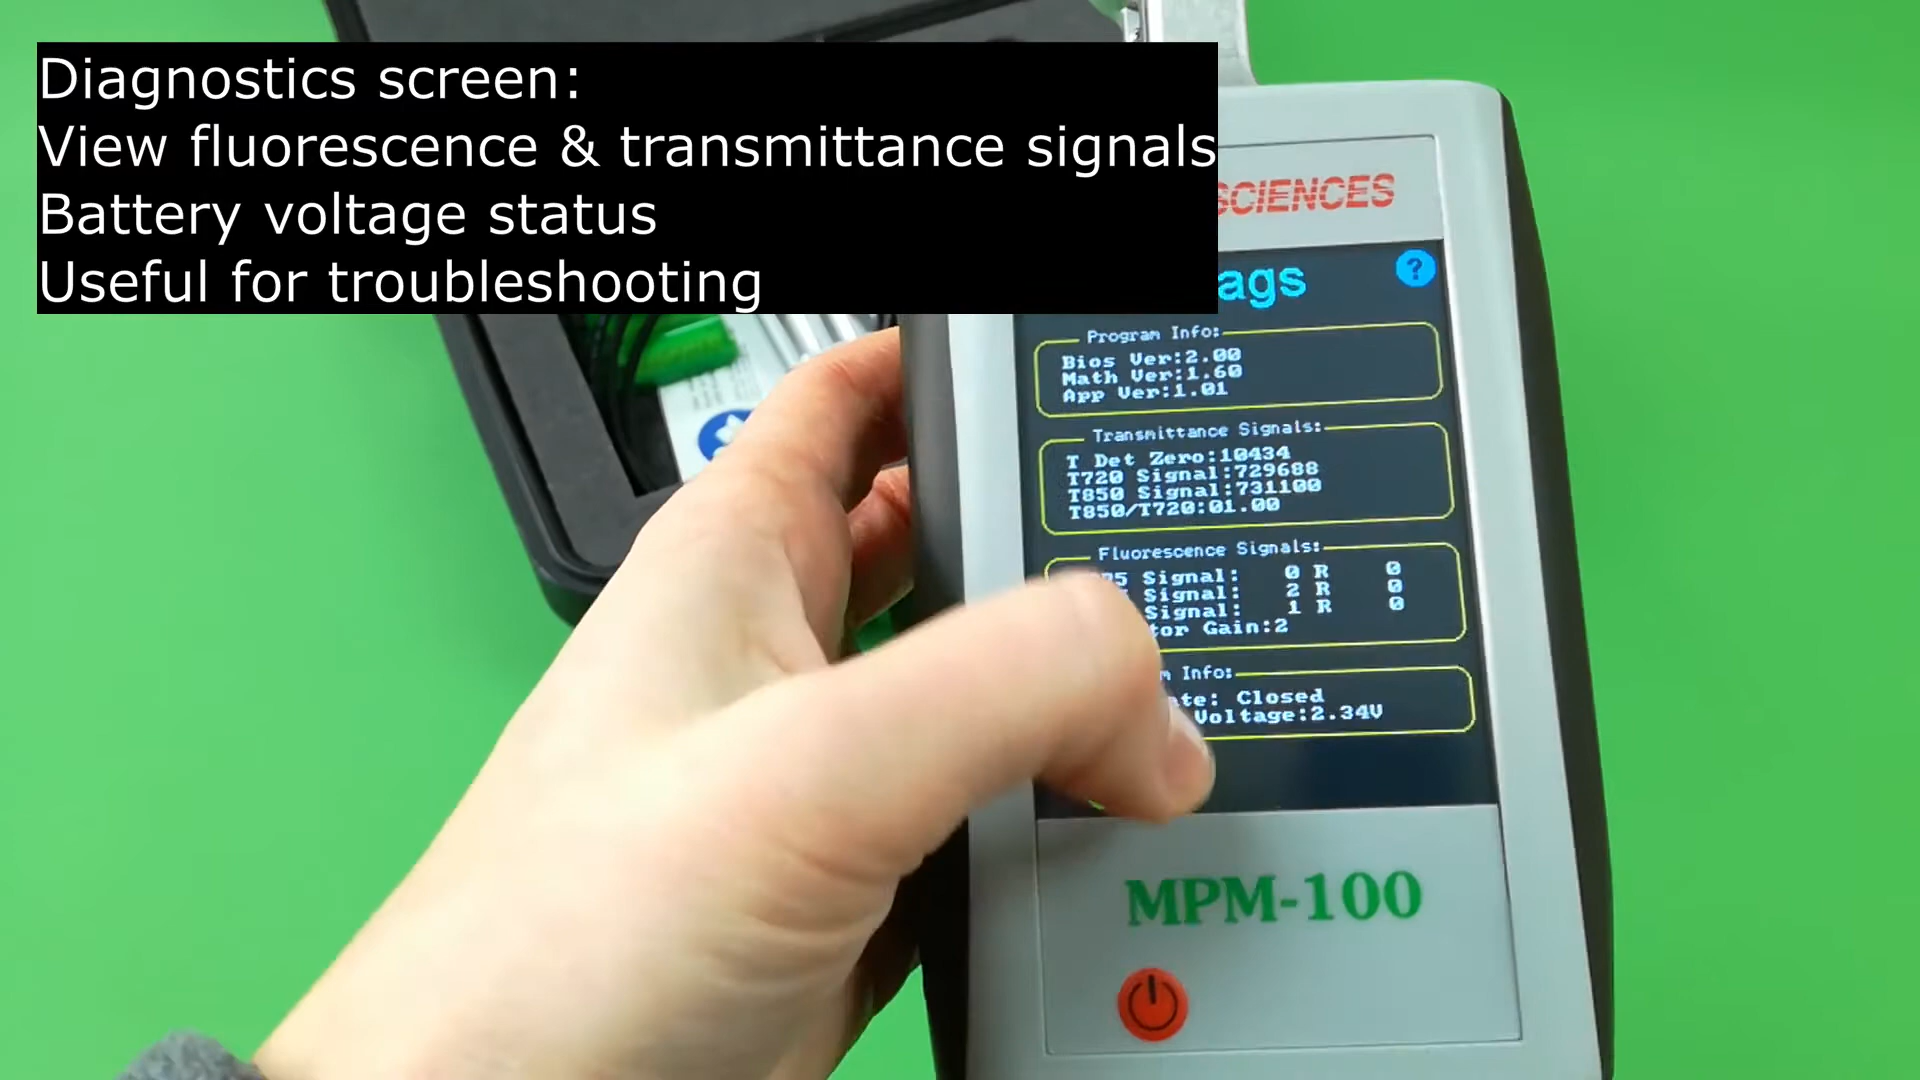 Diagnostics screen:
View fluorescence & transmittance signals
Battery voltage status
Useful for troubleshooting
SCIENCES
ags
?
Program Info:
Bios Ver:2.00
Math Ver:1.60
App Ver:1.01
Transmittance Signals:
T Det Zero:10434
T720 Signal:729688
T850 Signal:731100
T850/T720:01.00
Fluorescence Signals:
75 Signal: 0 R 0
Signal: 2 R 0
Signal: 1 R 0
tor Gain:2
m Info:
ate: Closed
Voltage:2.34V
MPM-100